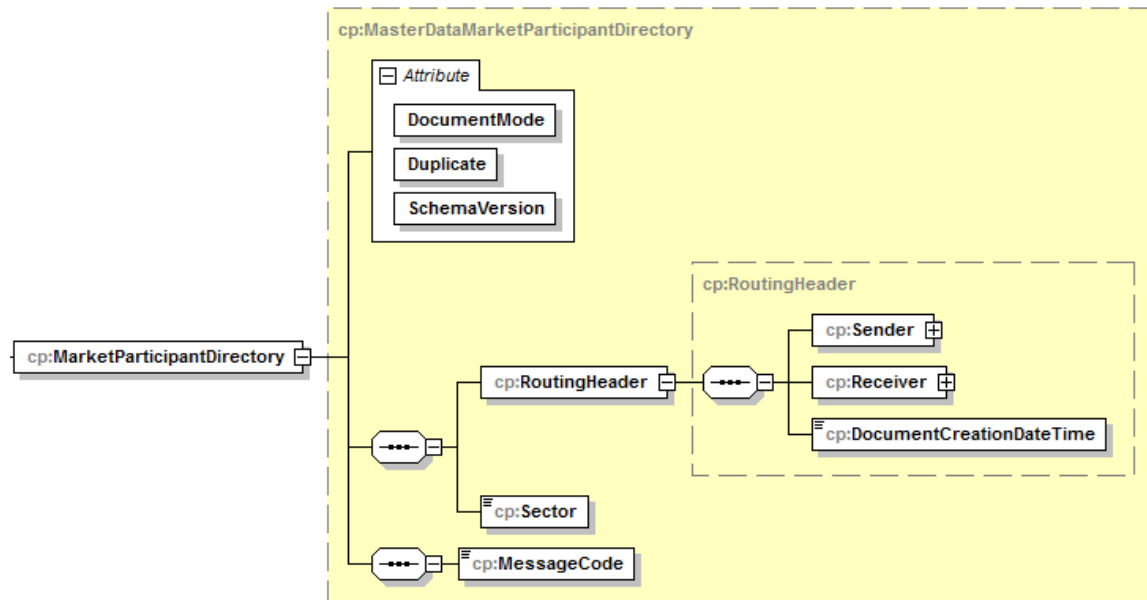 cp:MasterDataMarketParticipantDirectory
Attribute
DocumentMode
Duplicate
SchemaVersion
cp:RoutingHeader
cp:Sender
cp:MarketParticipantDirectory
cp:RoutingHeader
cp:Receiver
cp:DocumentCreationDateTime
cp:Sector
cp:MessageCode